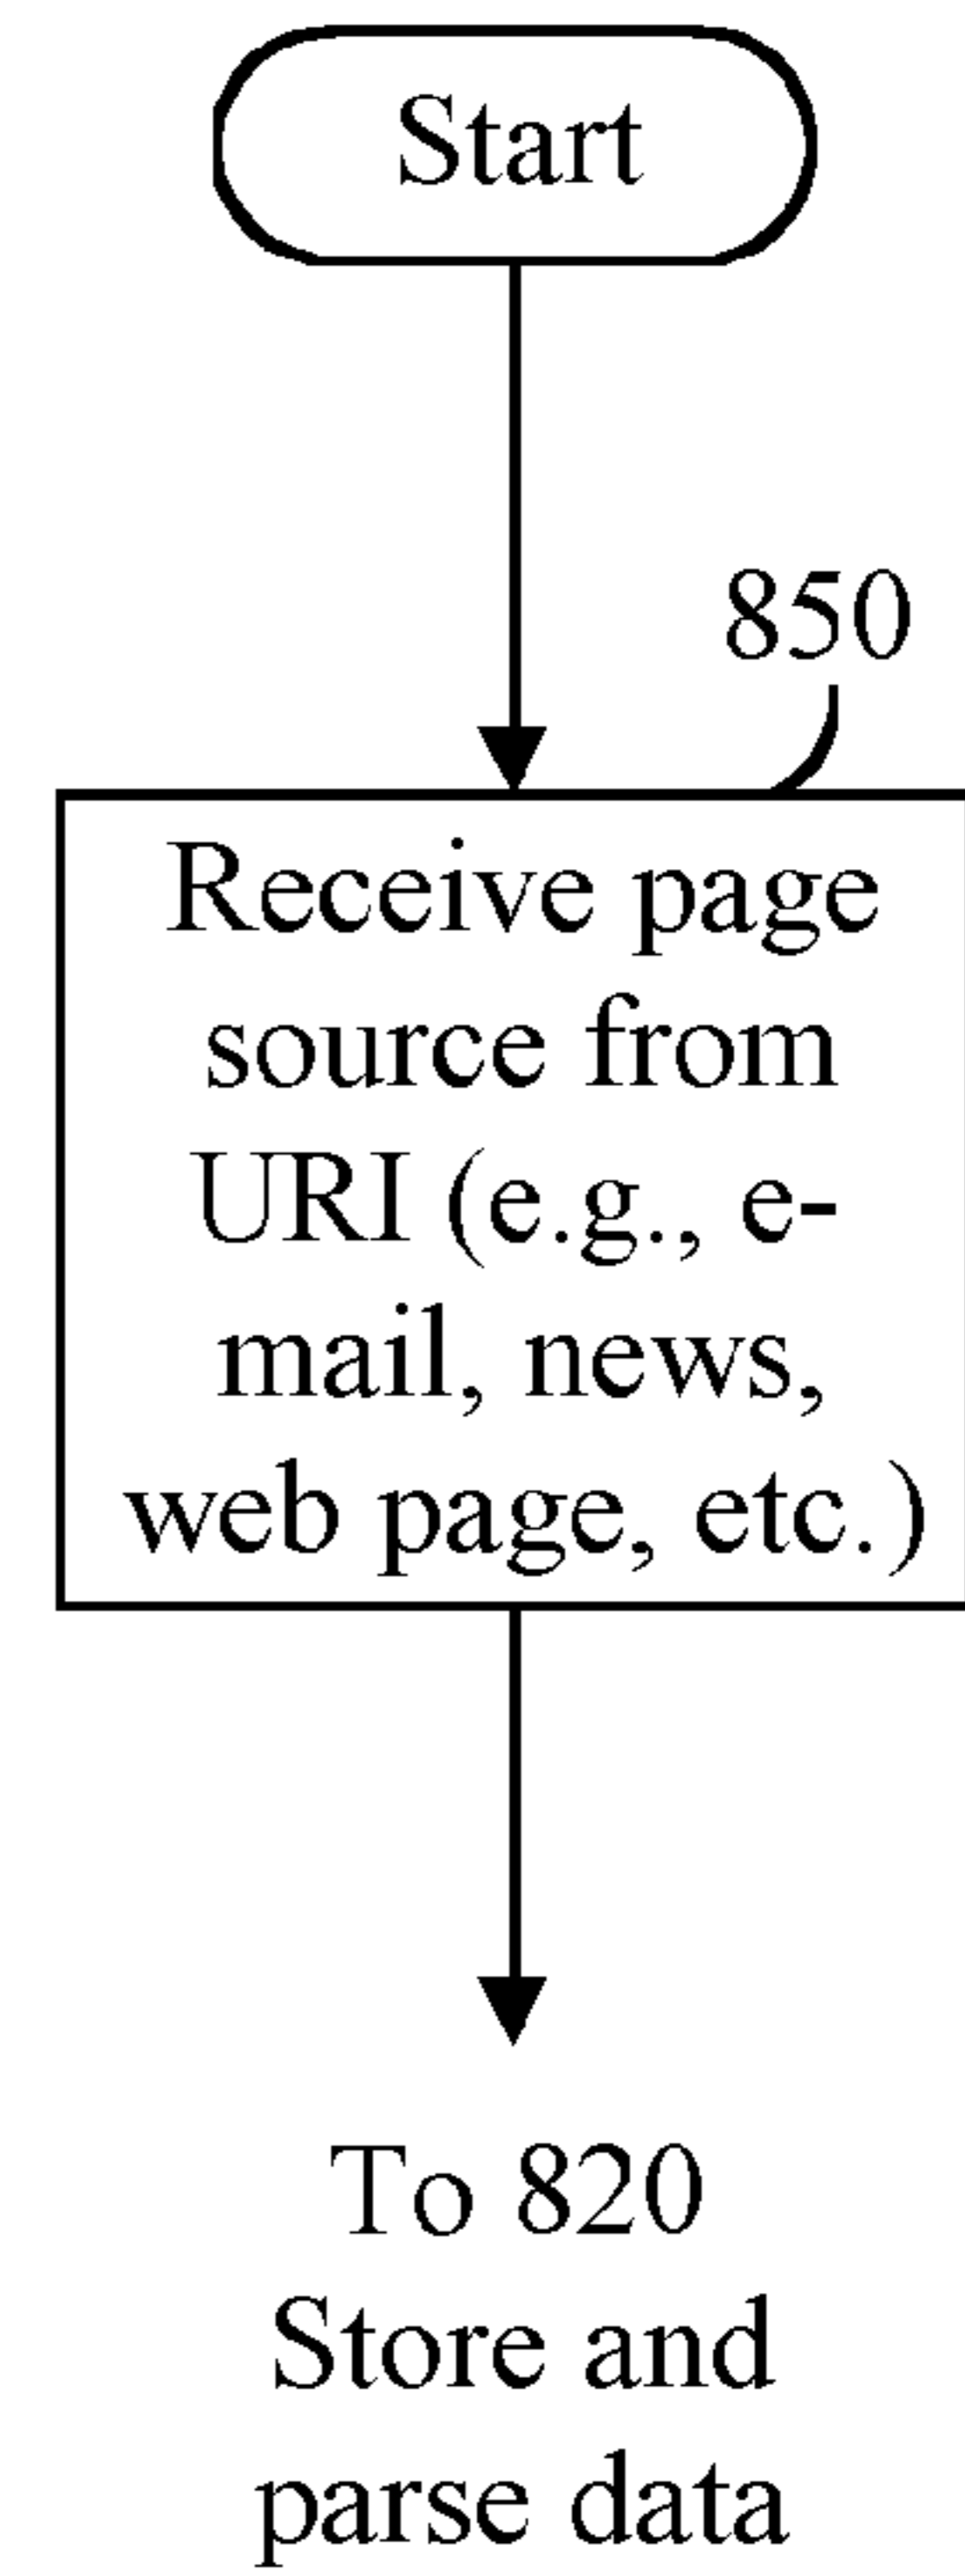 Start
850
Receive page
source from
URI (e.g., e-
mail, news,
web page, etc.)
To 820
Store and
parse data